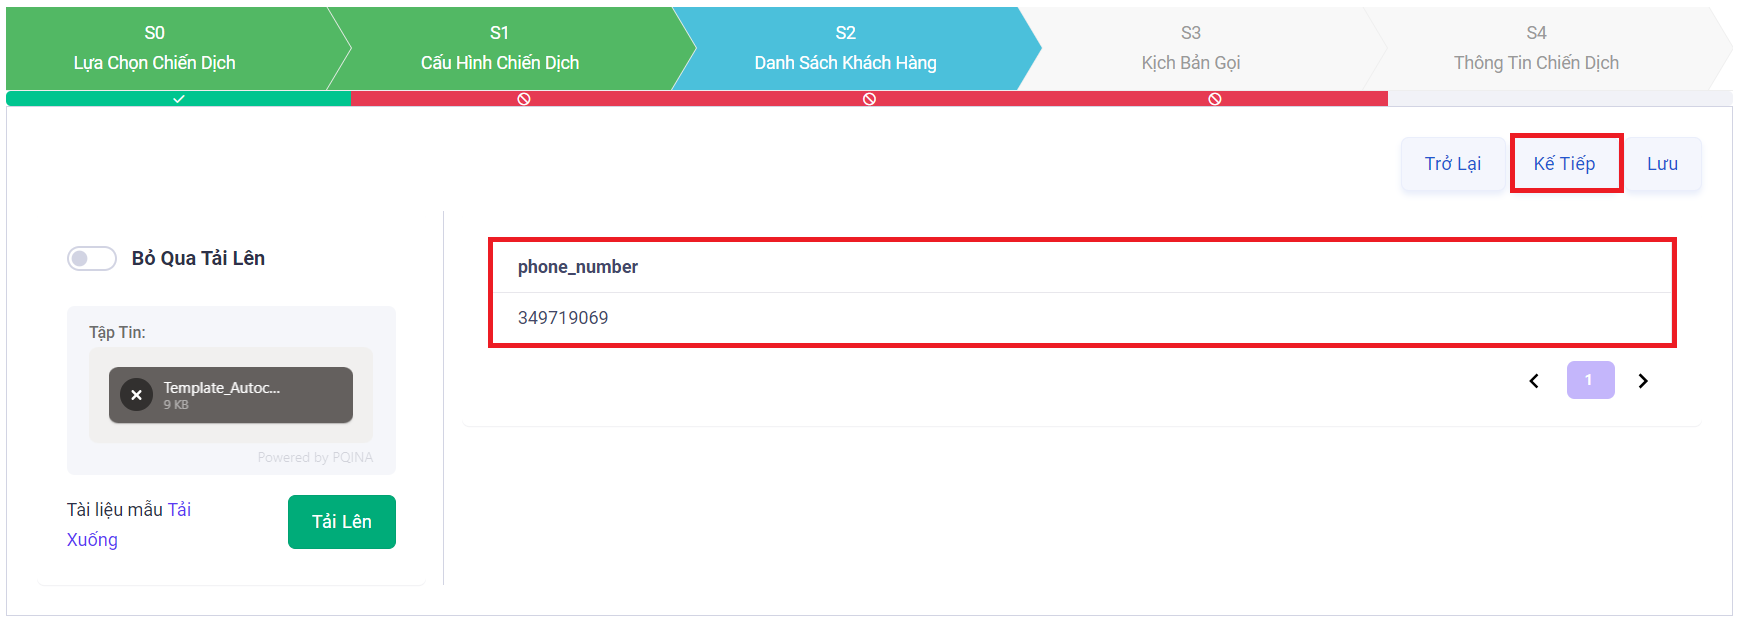 S0
Lựa Chọn Chiến Dịch
S1
Cấu Hình Chiến Dịch
S2
Danh Sách Khách Hàng
S3
Kịch Bản Gọi
S4
Thông Tin Chiến Dịch
Trở Lại
Kế Tiếp
Lưu
Bỏ Qua Tải Lên
Tập Tin:
Template_Autoc...
9 KB
Powered by PQINA
Tài liệu mẫu Tải
Xuống
Tải Lên
phone_number
349719069
1